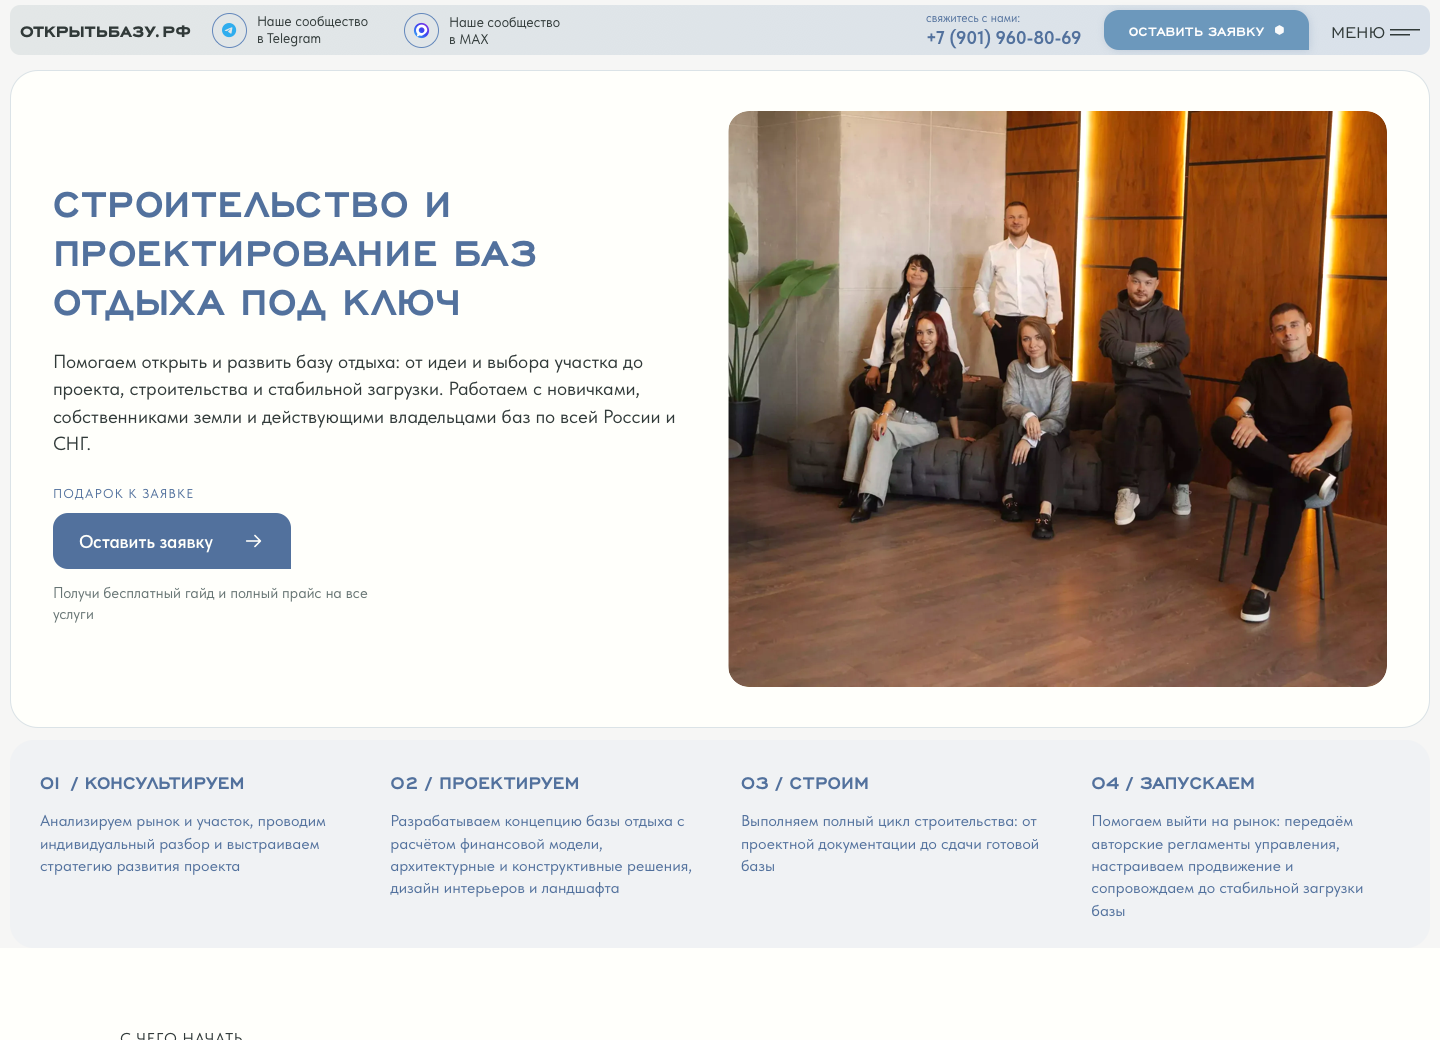 ОТКРЫТЬБАЗУ.РФ
Наше сообщество
в Telegram
Наше сообщество
в MAX
свяжитесь с нами:
+7 (901) 960-80-69
ОСТАВИТЬ ЗАЯВКУ
МЕНЮ
СТРОИТЕЛЬСТВО И
ПРОЕКТИРОВАНИЕ БАЗ
ОТДЫХА ПОД КЛЮЧ
Помогаем открыть и развить базу отдыха: от идеи и выбора участка до
проекта, строительства и стабильной загрузки. Работаем с новичками,
собственниками земли и действующими владельцами баз по всей России и
СНГ.
ПОДАРОК К ЗАЯВКЕ
Оставить заявку →
Получи бесплатный гайд и полный прайс на все
услуги
01 / КОНСУЛЬТИРУЕМ
Анализируем рынок и участок, проводим
индивидуальный разбор и выстраиваем
стратегию развития проекта
02 / ПРОЕКТИРУЕМ
Разрабатываем концепцию базы отдыха с
расчётом финансовой модели,
архитектурные и конструктивные решения,
дизайн интерьеров и ландшафта
03 / СТРОИМ
Выполняем полный цикл строительства: от
проектной документации до сдачи готовой
базы
04 / ЗАПУСКАЕМ
Помогаем выйти на рынок: передаём
авторские регламенты управления,
настраиваем продвижение и
сопровождаем до стабильной загрузки
базы
С ЧЕГО НАЧАТЬ